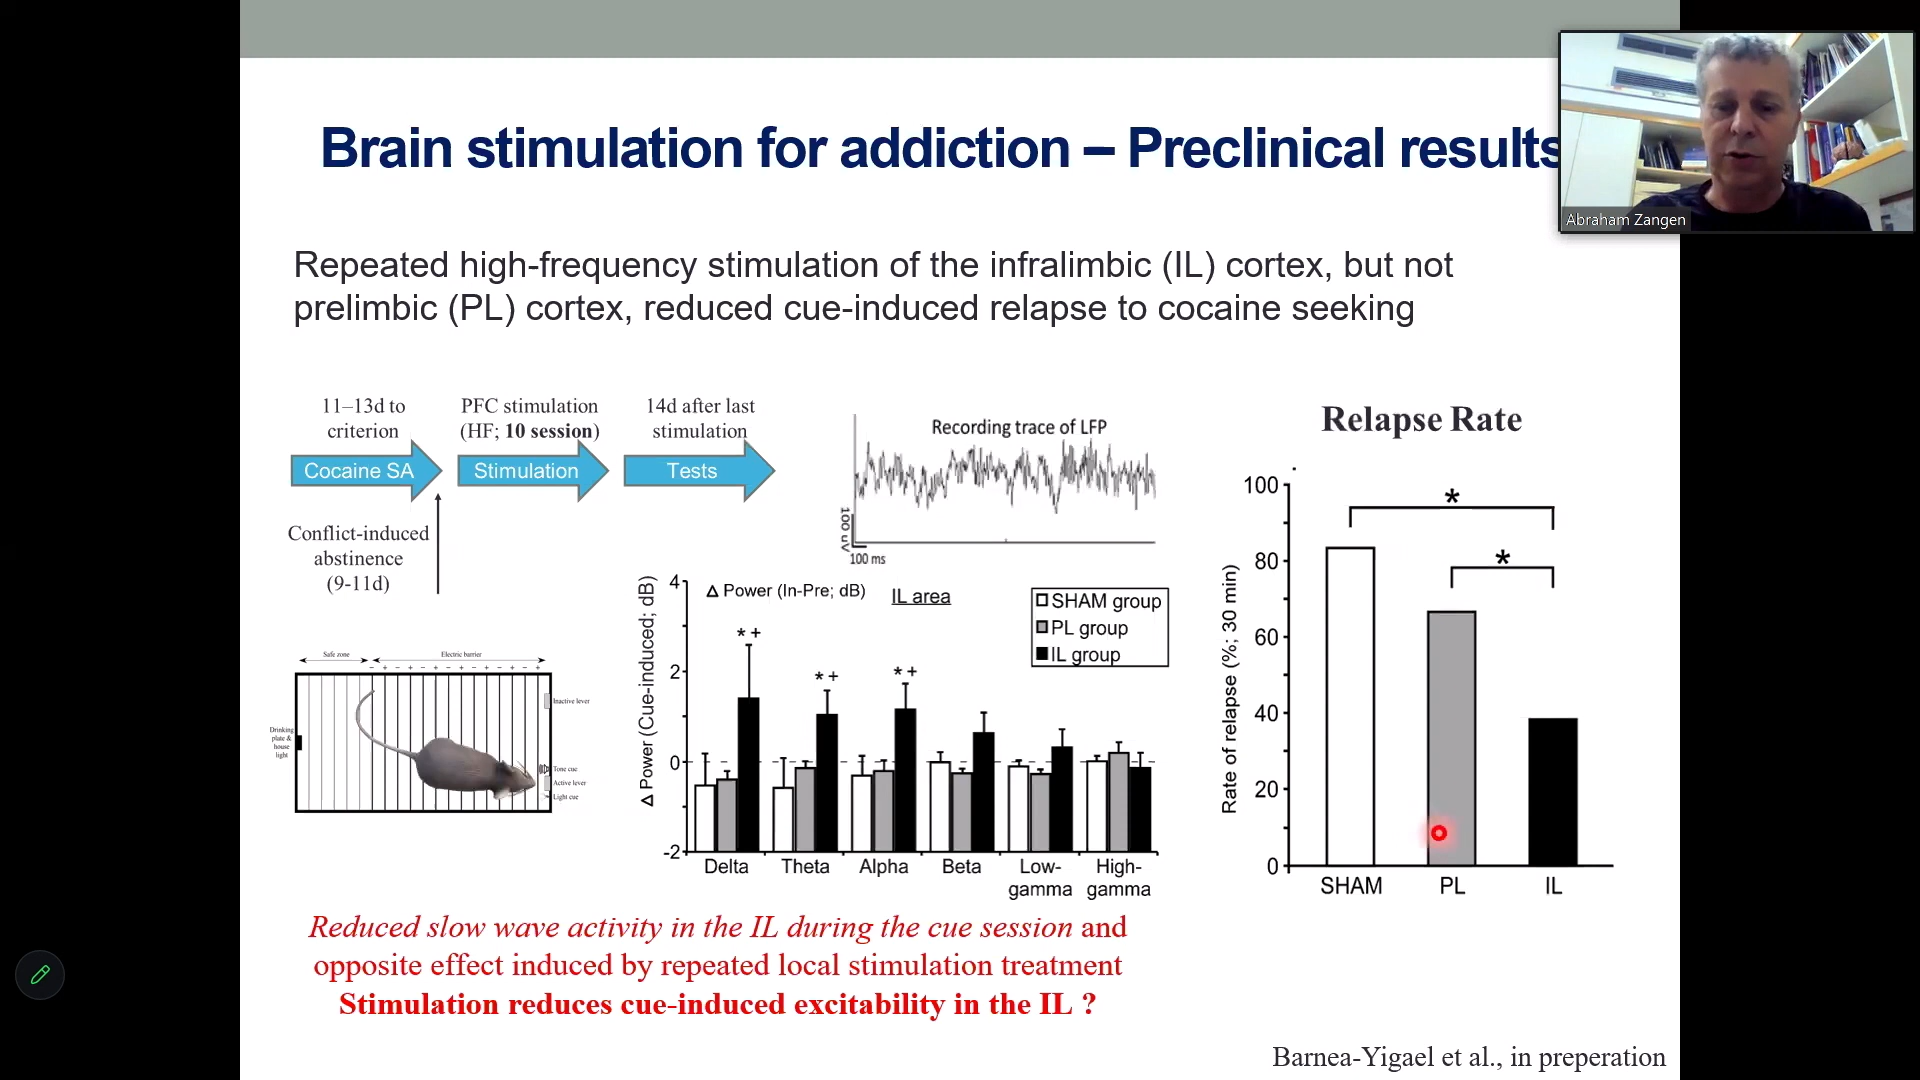 Brain stimulation for addiction – Preclinical results
Abraham Zangen
Repeated high-frequency stimulation of the infralimbic (IL) cortex, but not
prelimbic (PL) cortex, reduced cue-induced relapse to cocaine seeking
11–13d to
criterion
Cocaine SA
PFC stimulation
(HF; 10 session)
Stimulation
14d after last
stimulation
Tests
Conflict-induced
abstinence
(9-11d)
Recording trace of LFP
100 uV
100 ms
Safe zone
Electric barrier
− + − + − + − + − + − + − +
Inactive lever
Drinking
plate &
house
light
Tone cue
Active lever
Light cue
Δ Power (Cue-induced; dB)
Δ Power (In-Pre; dB)
IL area
SHAM group
PL group
IL group
4
2
0
-2
* +
* +
* +
Delta
Theta
Alpha
Beta
Low-
gamma
High-
gamma
Relapse Rate
Rate of relapse (%; 30 min)
100
80
60
40
20
0
*
*
SHAM
PL
IL
Reduced slow wave activity in the IL during the cue session and
opposite effect induced by repeated local stimulation treatment
Stimulation reduces cue-induced excitability in the IL ?
Barnea-Yigael et al., in preperation